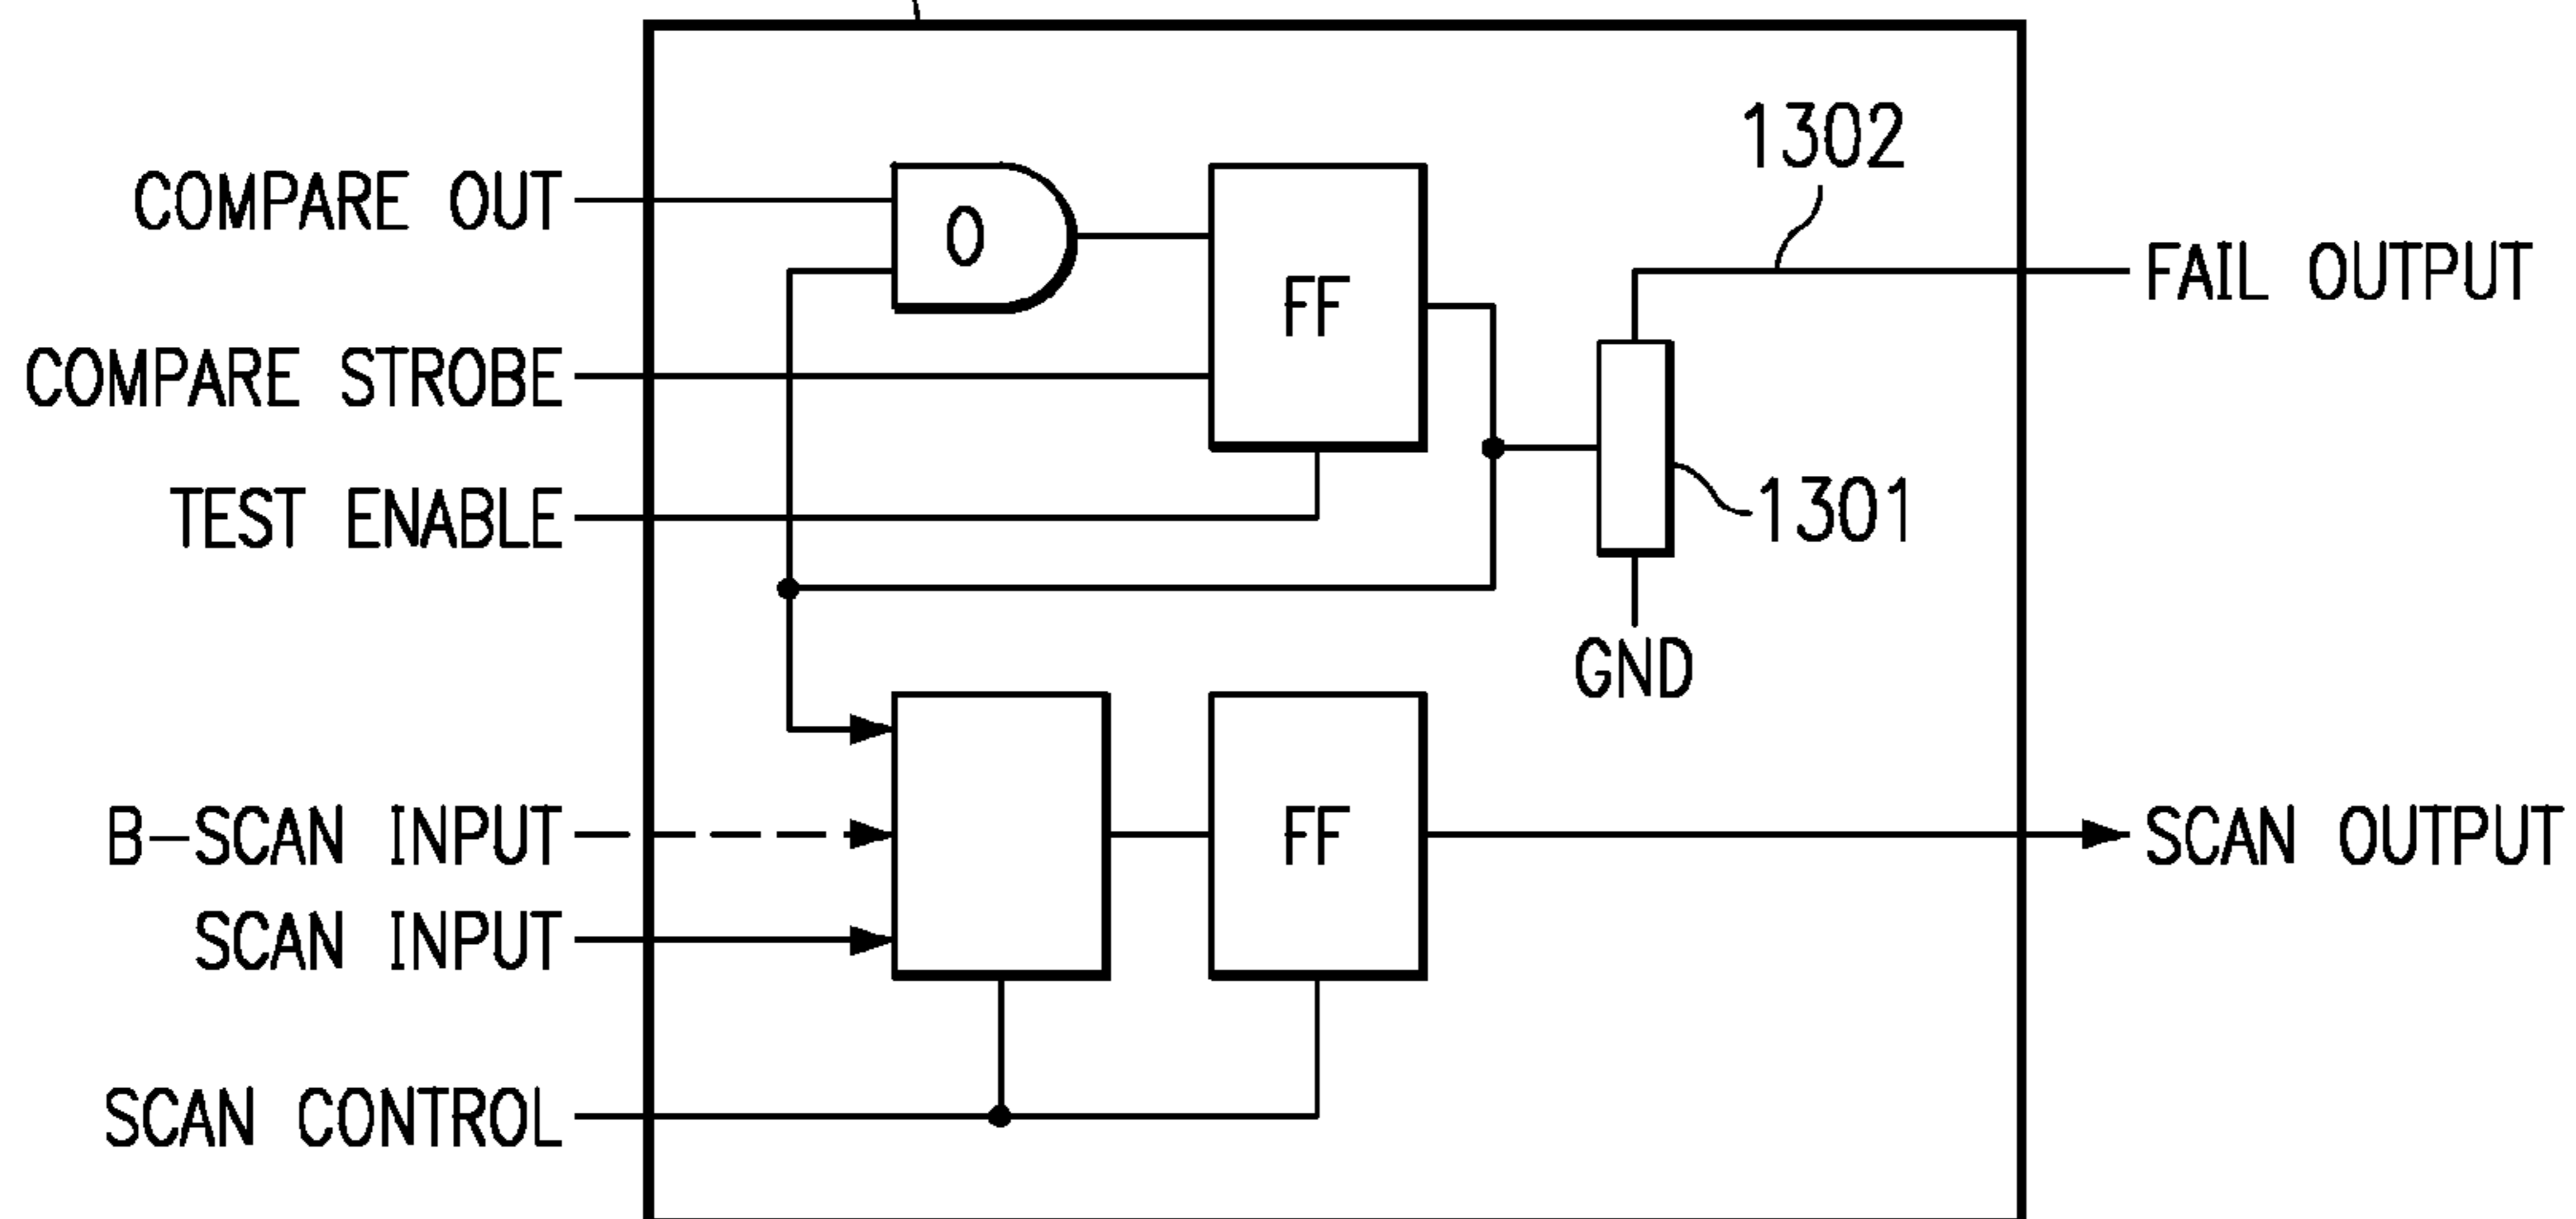 1302
COMPARE OUT
0
FAIL OUTPUT
FF
COMPARE STROBE
1301
TEST ENABLE
GND
B-SCAN INPUT
FF
SCAN OUTPUT
SCAN INPUT
SCAN CONTROL